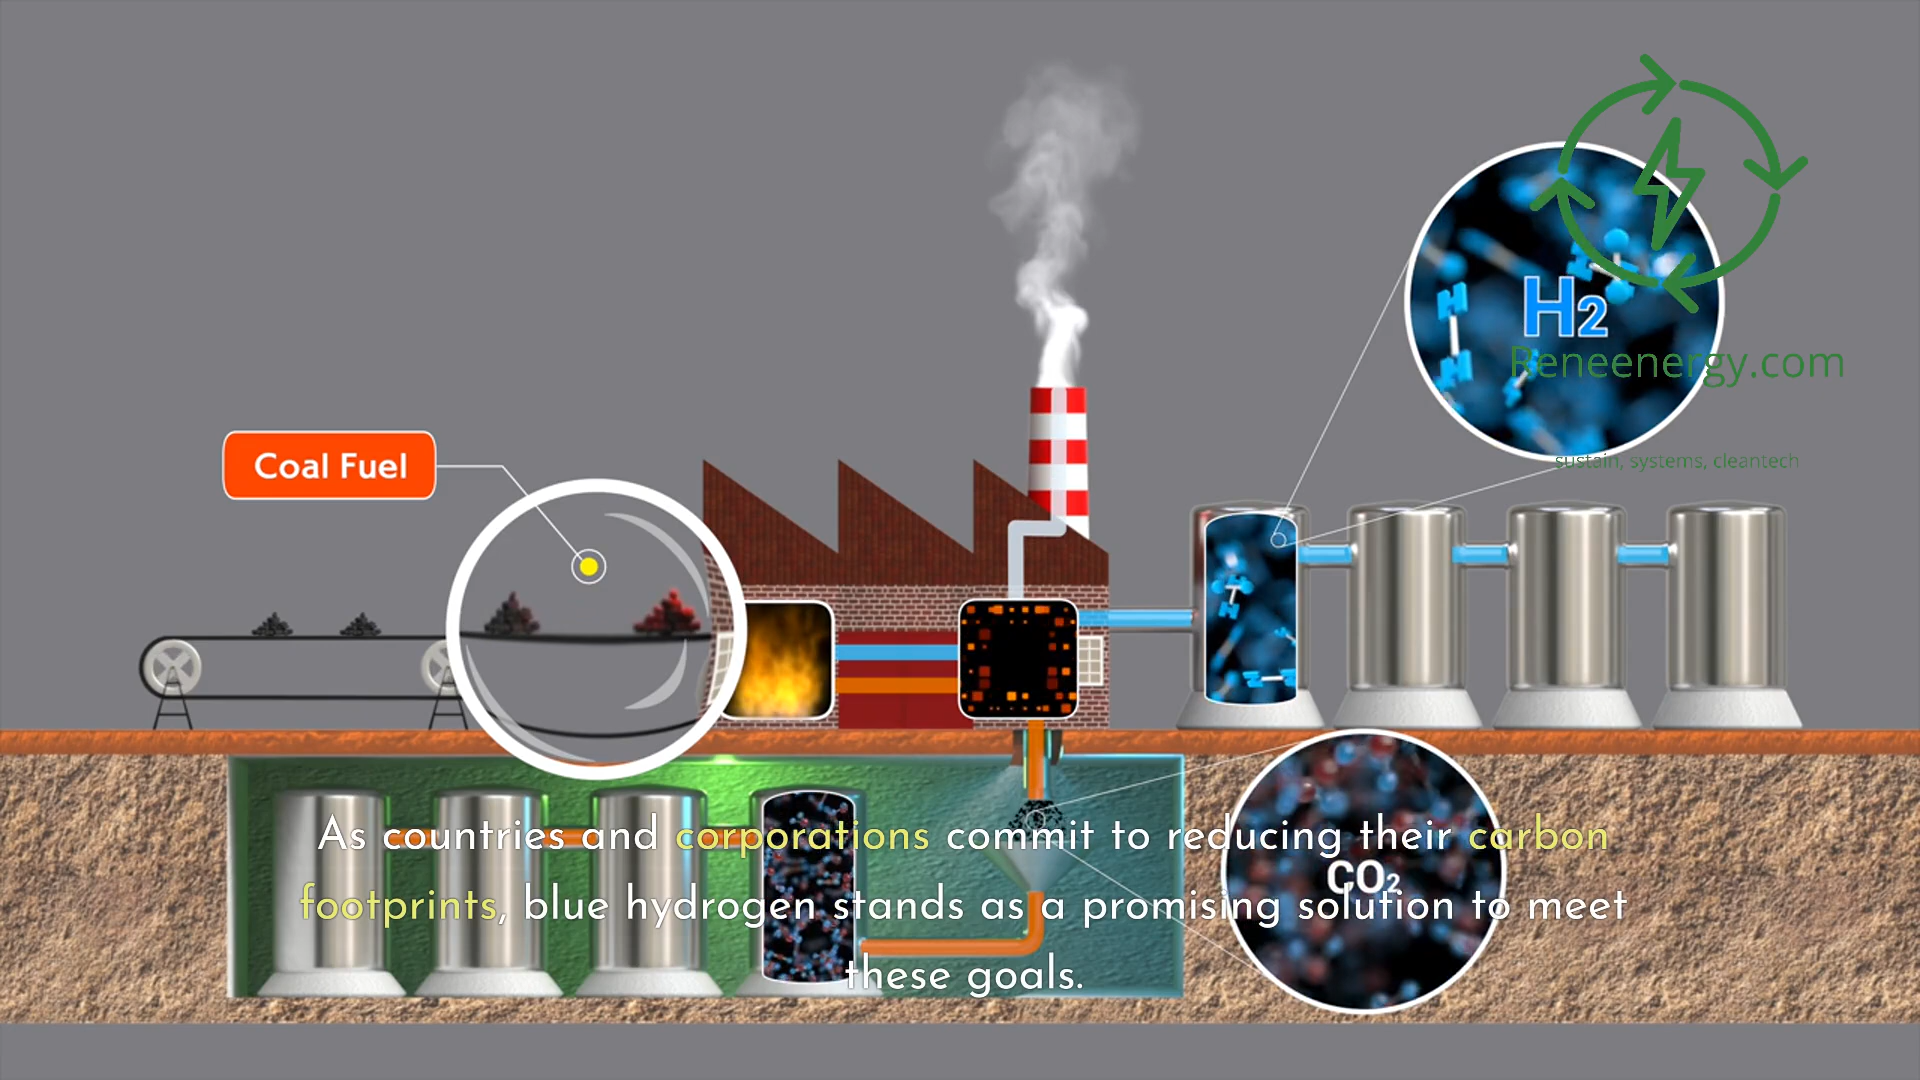 H2
Reneenergy.com
sustain, systems, cleantech
Coal Fuel
As countries and corporations commit to reducing their carbon
footprints, blue hydrogen stands as a promising solution to meet
these goals.
CO2